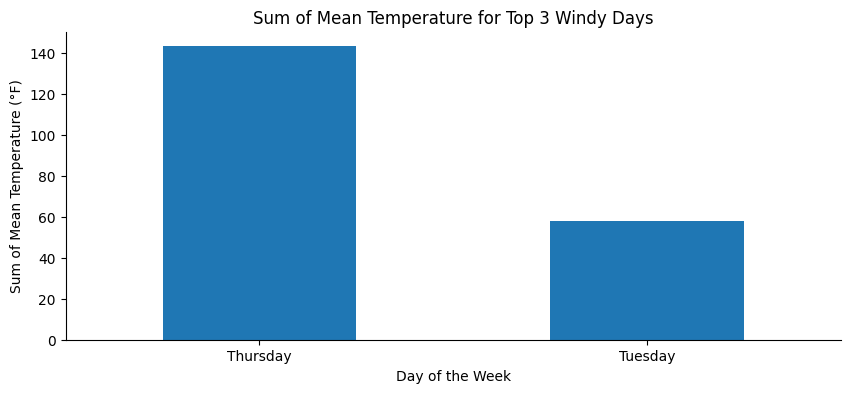 Sum of Mean Temperature for Top 3 Windy Days
Sum of Mean Temperature (°F)
140
120
100
80
60
40
20
0
Thursday
Tuesday
Day of the Week